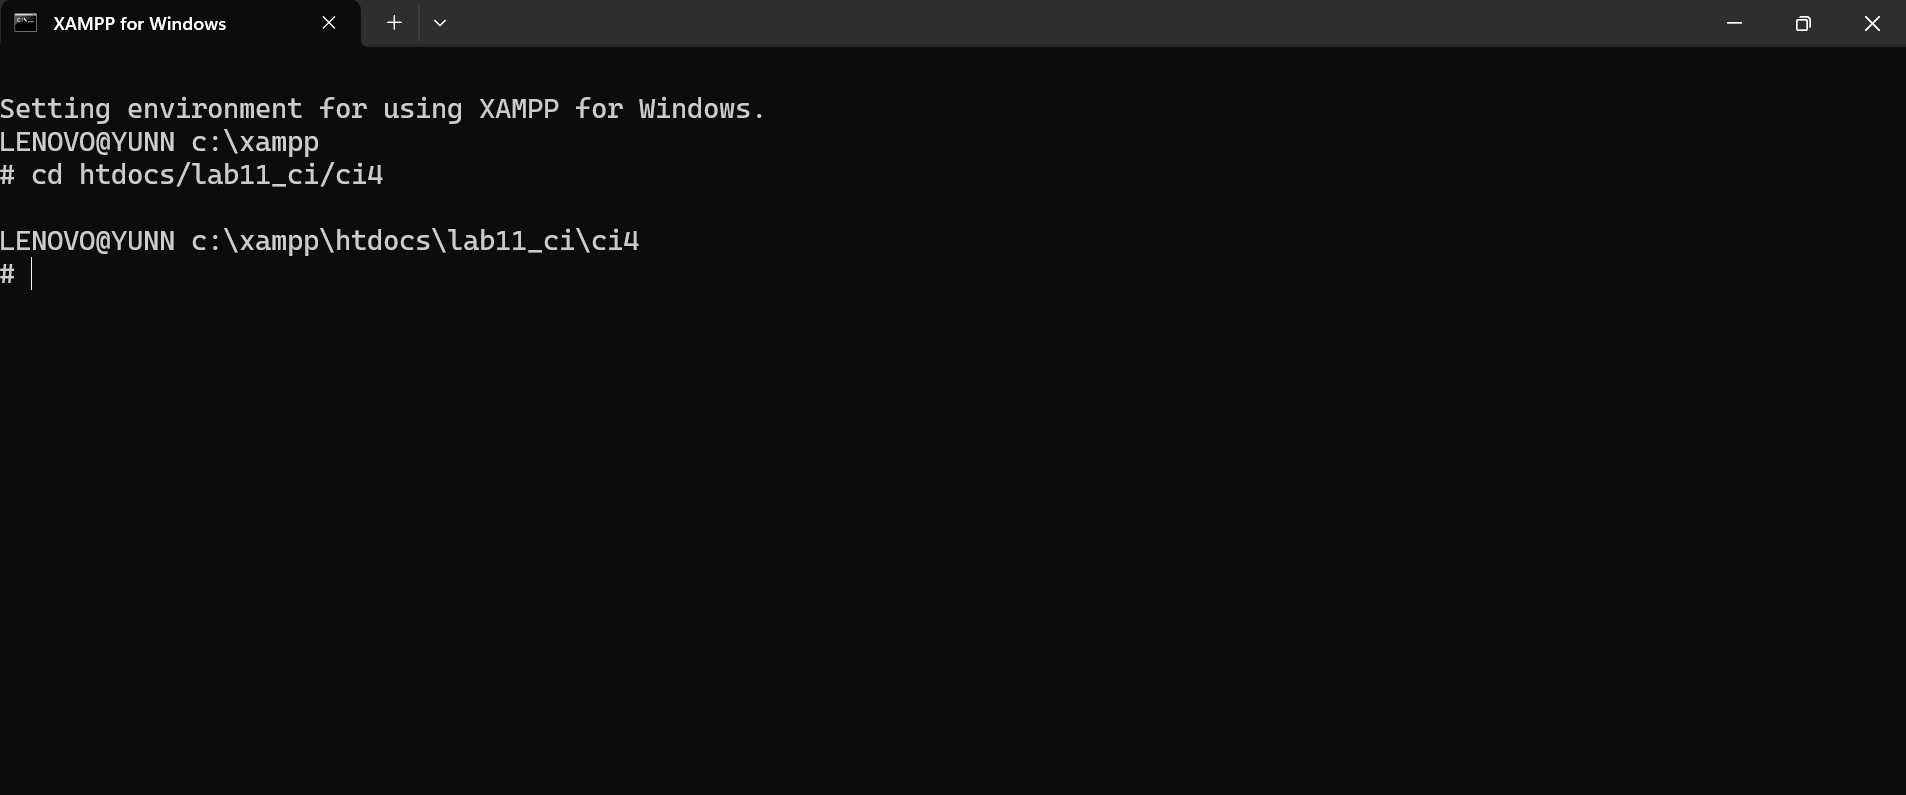 XAMPP for Windows
Setting environment for using XAMPP for Windows.
LENOVO@YUNN c:\xampp
# cd htdocs/lab11_ci/ci4
LENOVO@YUNN c:\xampp\htdocs\lab11_ci\ci4
#